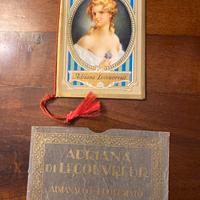 Adriana Lecouvreur
ADRIANA
DI LECOUVREUR
ALMANACCO PROFUMATO